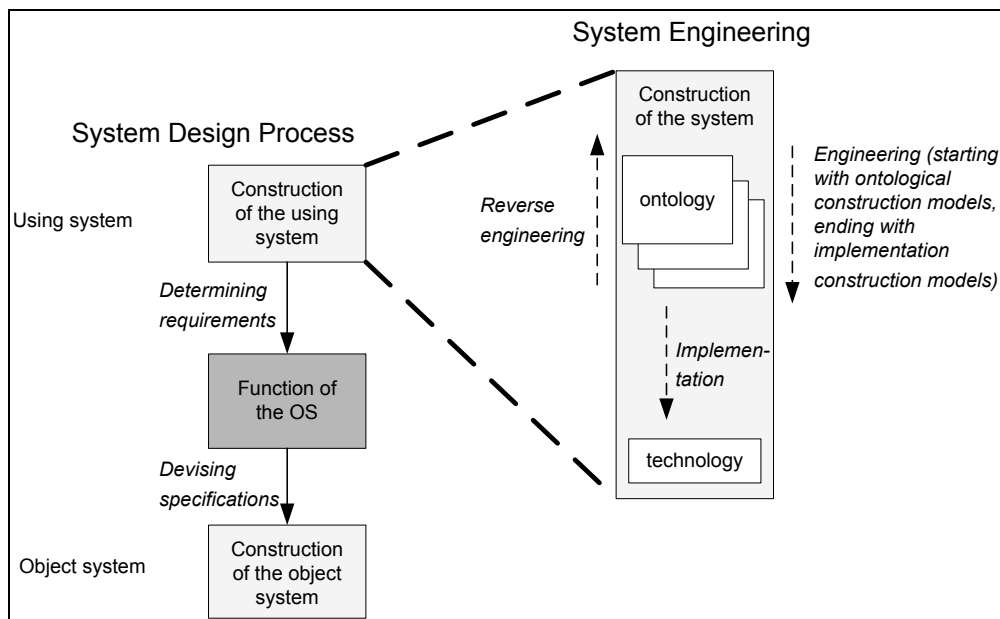 System Engineering
System Design Process
Using system
Construction
of the using
system
Determining
requirements
Function of
the OS
Devising
specifications
Object system
Construction
of the object
system
Construction
of the system
Reverse
engineering
ontology
Engineering (starting
with ontological
construction models,
ending with
implementation
construction models)
Implemen-
tation
technology